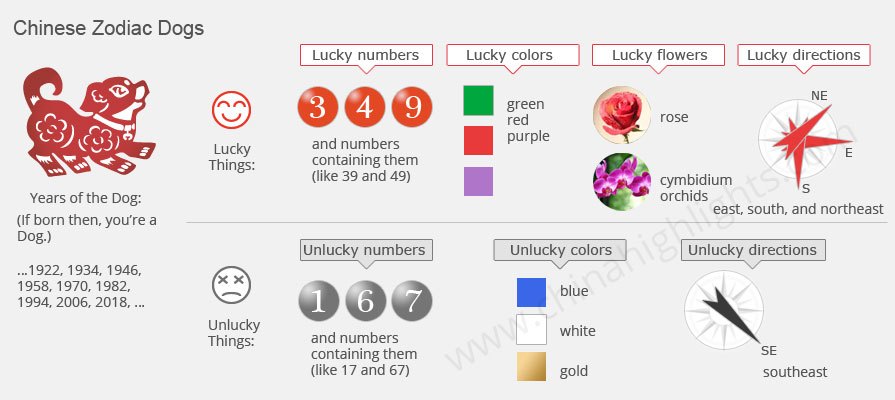 Chinese Zodiac Dogs
Years of the Dog:
(If born then, you’re a
Dog.)
...1922, 1934, 1946,
1958, 1970, 1982,
1994, 2006, 2018, ...
Lucky
Things:
Lucky numbers
3 4 9
and numbers
containing them
(like 39 and 49)
Lucky colors
green
red
purple
Lucky flowers
rose
cymbidium
orchids
Lucky directions
NE
E
S
east, south, and northeast
Unlucky
Things:
Unlucky numbers
1 6 7
and numbers
containing them
(like 17 and 67)
Unlucky colors
blue
white
gold
Unlucky directions
SE
southeast
www.chinahighlights.com